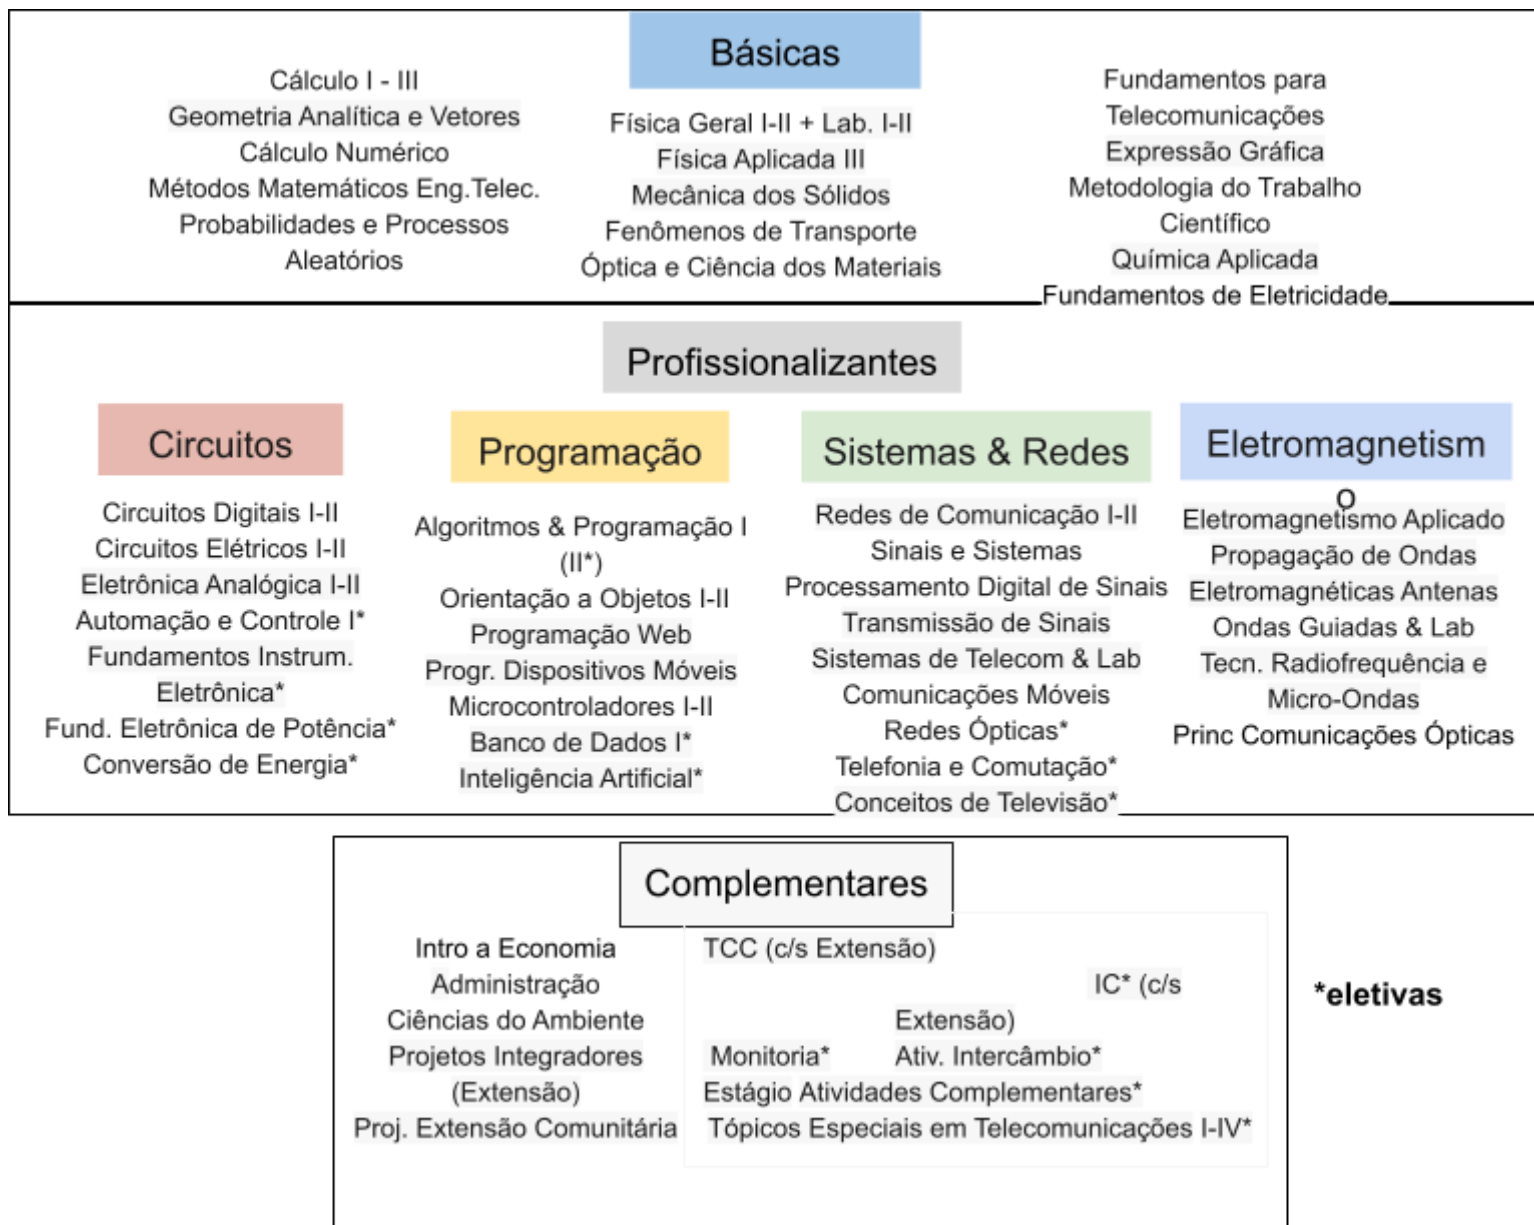 Básicas
Cálculo I - III
Geometria Analítica e Vetores
Cálculo Numérico
Métodos Matemáticos Eng.Telec.
Probabilidades e Processos
Aleatórios
Física Geral I-II + Lab. I-II
Física Aplicada III
Mecânica dos Sólidos
Fenômenos de Transporte
Óptica e Ciência dos Materiais
Fundamentos para
Telecomunicações
Expressão Gráfica
Metodologia do Trabalho
Científico
Química Aplicada
Fundamentos de Eletricidade
Profissionalizantes
Circuitos
Circuitos Digitais I-II
Circuitos Elétricos I-II
Eletrônica Analógica I-II
Automação e Controle I*
Fundamentos Instrum.
Eletrônica*
Fund. Eletrônica de Potência*
Conversão de Energia*
Programação
Algoritmos & Programação I
(II*)
Orientação a Objetos I-II
Programação Web
Progr. Dispositivos Móveis
Microcontroladores I-II
Banco de Dados I*
Inteligência Artificial*
Sistemas & Redes
Redes de Comunicação I-II
Sinais e Sistemas
Processamento Digital de Sinais
Transmissão de Sinais
Sistemas de Telecom & Lab
Comunicações Móveis
Redes Ópticas*
Telefonia e Comutação*
Conceitos de Televisão*
Eletromagnetism
o
Eletromagnetismo Aplicado
Propagação de Ondas
Eletromagnéticas Antenas
Ondas Guiadas & Lab
Tecn. Radiofrequência e
Micro-Ondas
Princ Comunicações Ópticas
Complementares
Intro a Economia
Administração
Ciências do Ambiente
Projetos Integradores
(Extensão)
Proj. Extensão Comunitária
TCC (c/s Extensão)
IC* (c/s
Extensão)
Monitoria* Ativ. Intercâmbio*
Estágio Atividades Complementares*
Tópicos Especiais em Telecomunicações I-IV*
*eletivas